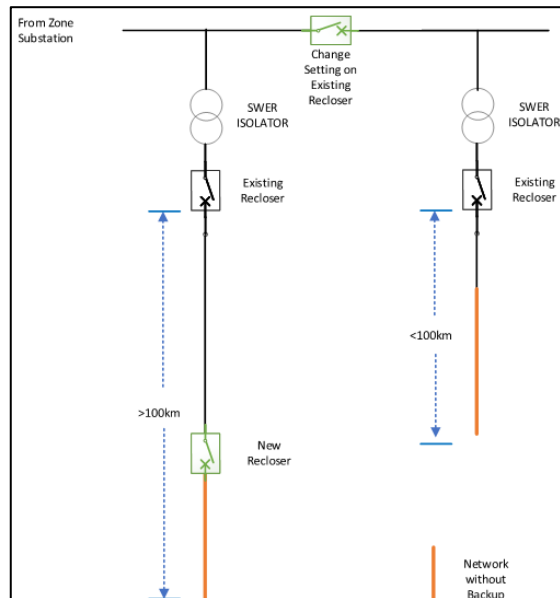 From Zone
Substation
Change
Setting on
Existing
Recloser
SWER
ISOLATOR
SWER
ISOLATOR
Existing
Recloser
Existing
Recloser
<100km
>100km
New
Recloser
Network
without
Backup